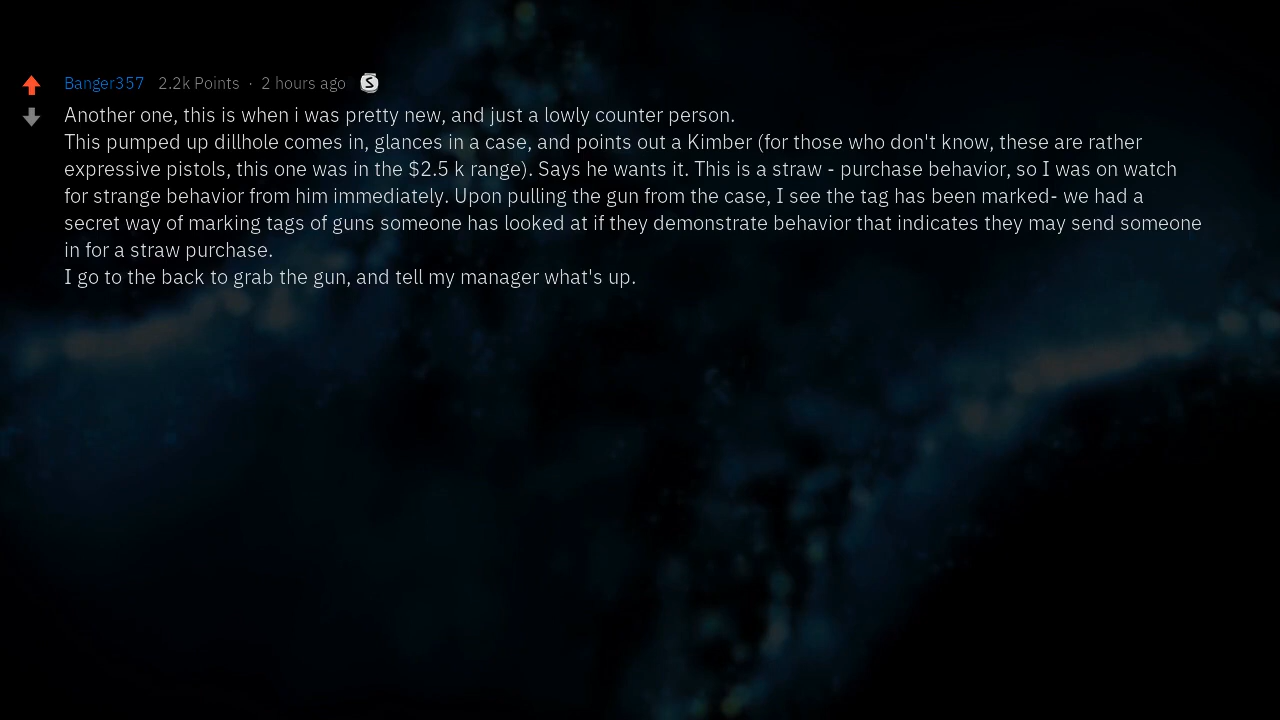 Banger357 2.2k Points · 2 hours ago S
Another one, this is when i was pretty new, and just a lowly counter person.
This pumped up dillhole comes in, glances in a case, and points out a Kimber (for those who don't know, these are rather
expressive pistols, this one was in the $2.5 k range). Says he wants it. This is a straw - purchase behavior, so I was on watch
for strange behavior from him immediately. Upon pulling the gun from the case, I see the tag has been marked- we had a
secret way of marking tags of guns someone has looked at if they demonstrate behavior that indicates they may send someone
in for a straw purchase.
I go to the back to grab the gun, and tell my manager what's up.